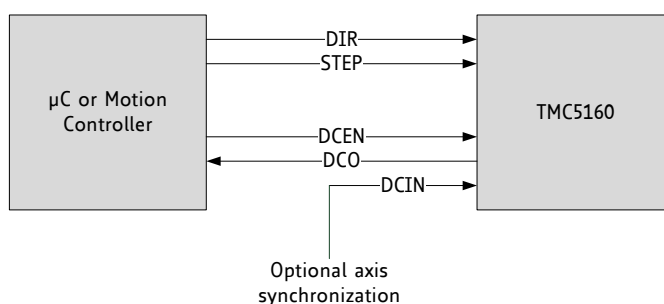 DIR
STEP
µC or Motion
Controller
TMC5160
DCEN
DCO
DCIN
Optional axis
synchronization